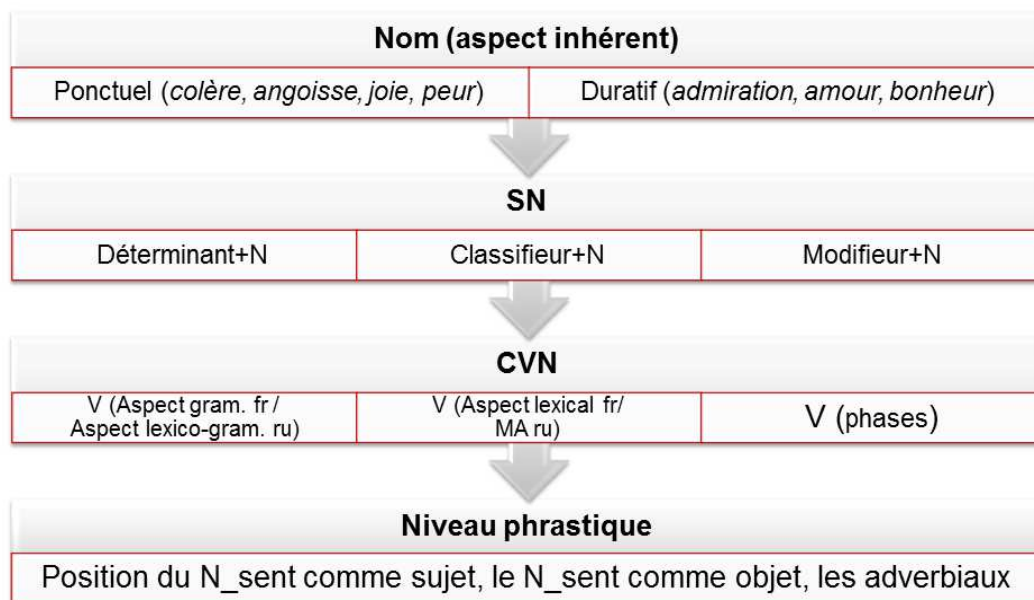 Nom (aspect inhérent)
Ponctuel (colère, angoisse, joie, peur)
Duratif (admiration, amour, bonheur)
SN
Déterminant+N
Classifieur+N
Modifieur+N
CVN
V (Aspect gram. fr /
Aspect lexico-gram. ru)
V (Aspect lexical fr/
MA ru)
V (phases)
Niveau phrastique
Position du N_sent comme sujet, le N_sent comme objet, les adverbiaux